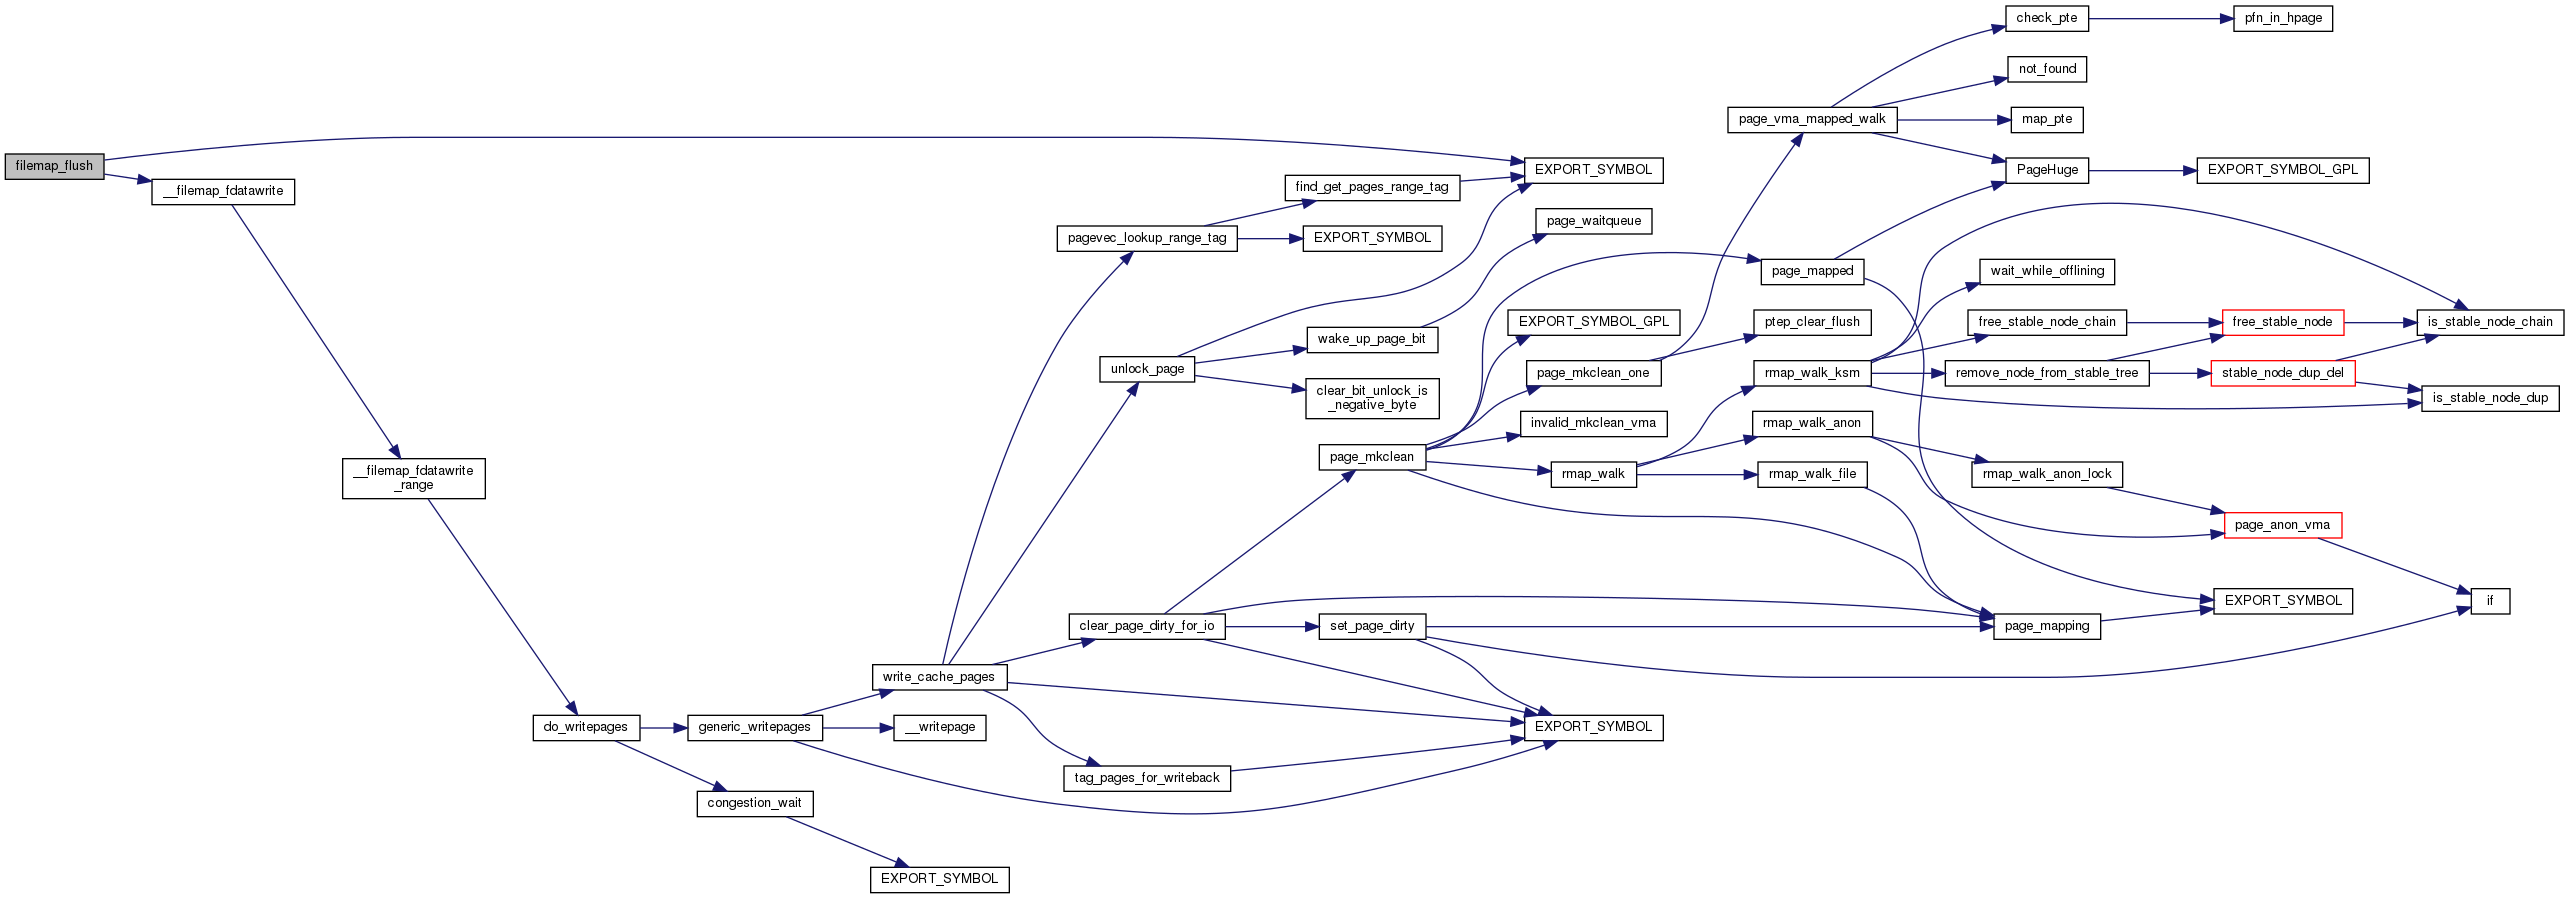 check_pte
pfn_in_hpage
not_found
page_vma_mapped_walk
map_pte
filemap_flush
EXPORT_SYMBOL
PageHuge
EXPORT_SYMBOL_GPL
__filemap_fdatawrite
find_get_pages_range_tag
page_waitqueue
pagevec_lookup_range_tag
EXPORT_SYMBOL
page_mapped
wait_while_offlining
EXPORT_SYMBOL_GPL
ptep_clear_flush
free_stable_node_chain
free_stable_node
is_stable_node_chain
wake_up_page_bit
unlock_page
page_mkclean_one
rmap_walk_ksm
remove_node_from_stable_tree
stable_node_dup_del
clear_bit_unlock_is
_negative_byte
is_stable_node_dup
invalid_mkclean_vma
rmap_walk_anon
page_mkclean
rmap_walk
rmap_walk_file
rmap_walk_anon_lock
__filemap_fdatawrite
_range
page_anon_vma
EXPORT_SYMBOL
if
clear_page_dirty_for_io
set_page_dirty
page_mapping
write_cache_pages
do_writepages
generic_writepages
__writepage
EXPORT_SYMBOL
tag_pages_for_writeback
congestion_wait
EXPORT_SYMBOL